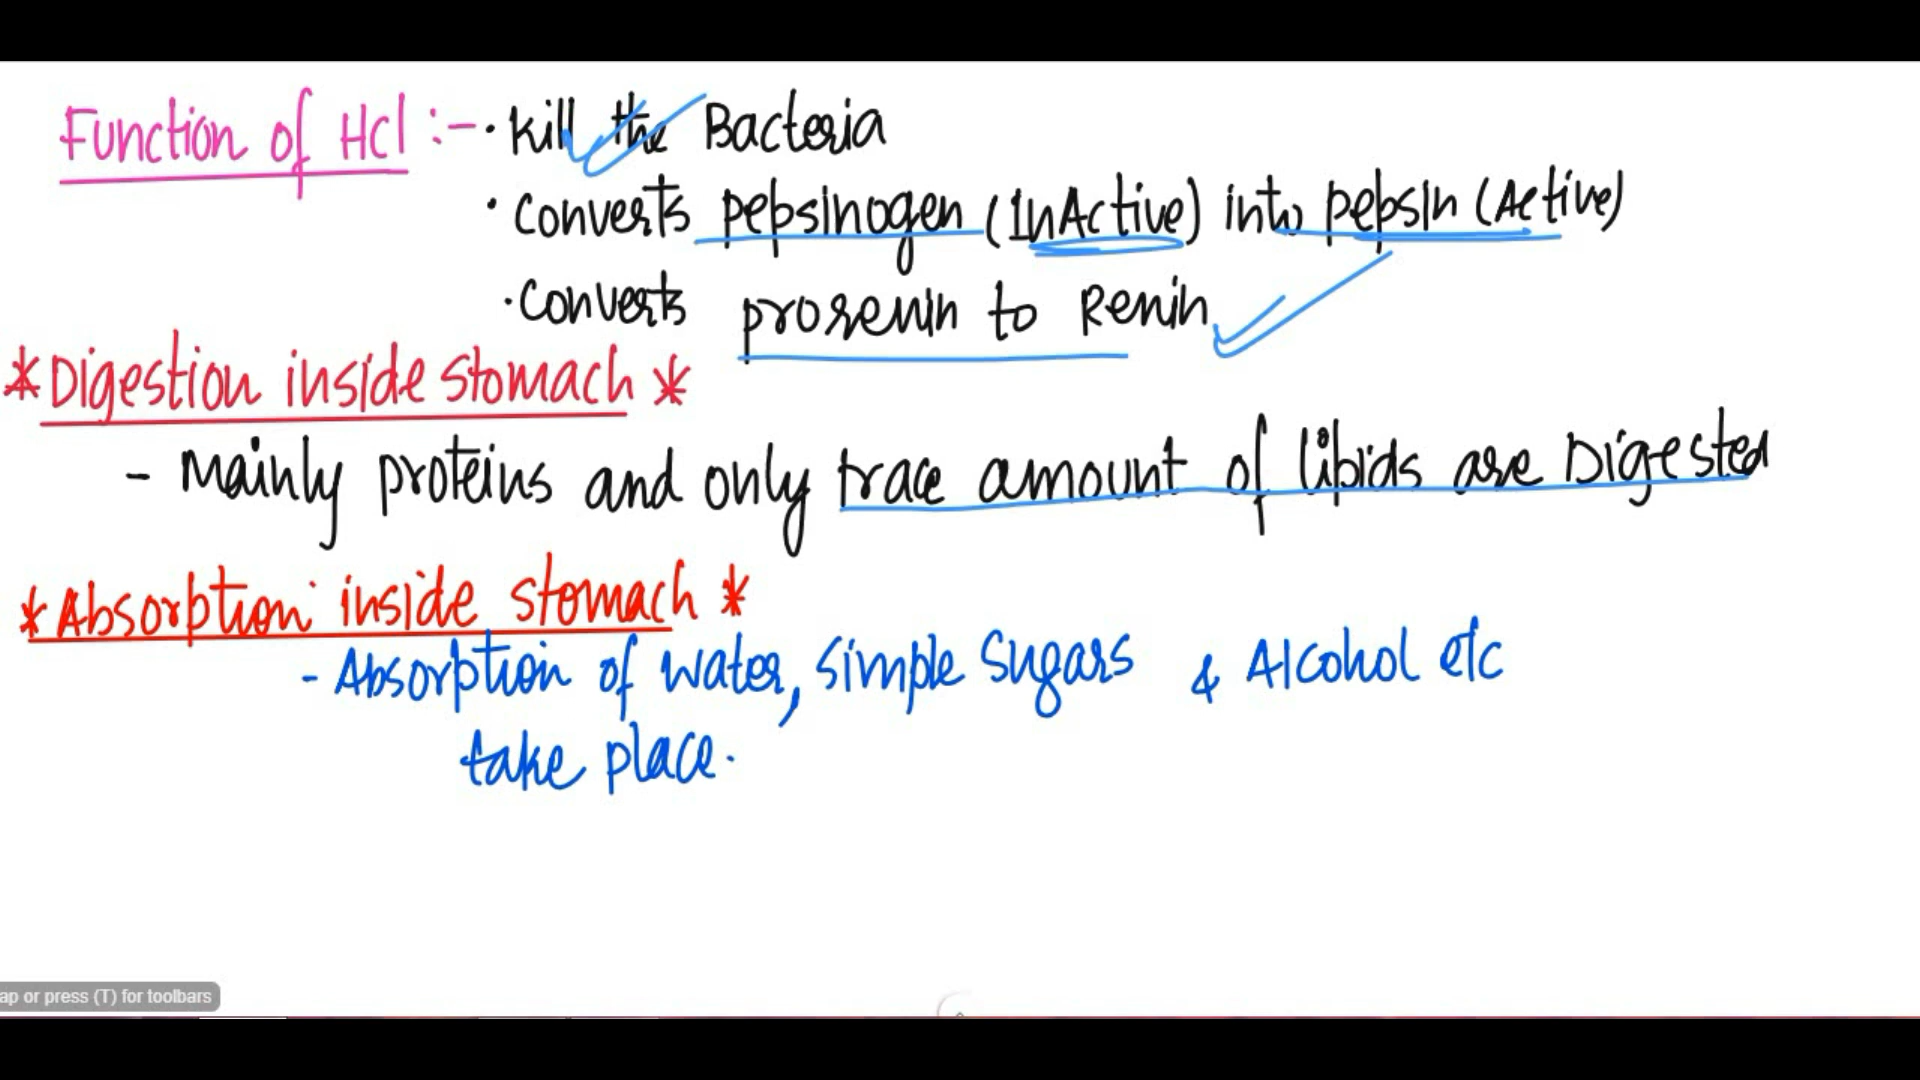 Function of HCl :- • Kill the Bacteria
• Converts pepsinogen (InActive) into pepsin (Active)
• Converts prorenin to Renin
* Digestion inside stomach *
- Mainly proteins and only trace amount of lipids are Digested
* Absorption inside stomach *
- Absorption of water, simple sugars & Alcohol etc
take place.
ap or press (T) for toolbars